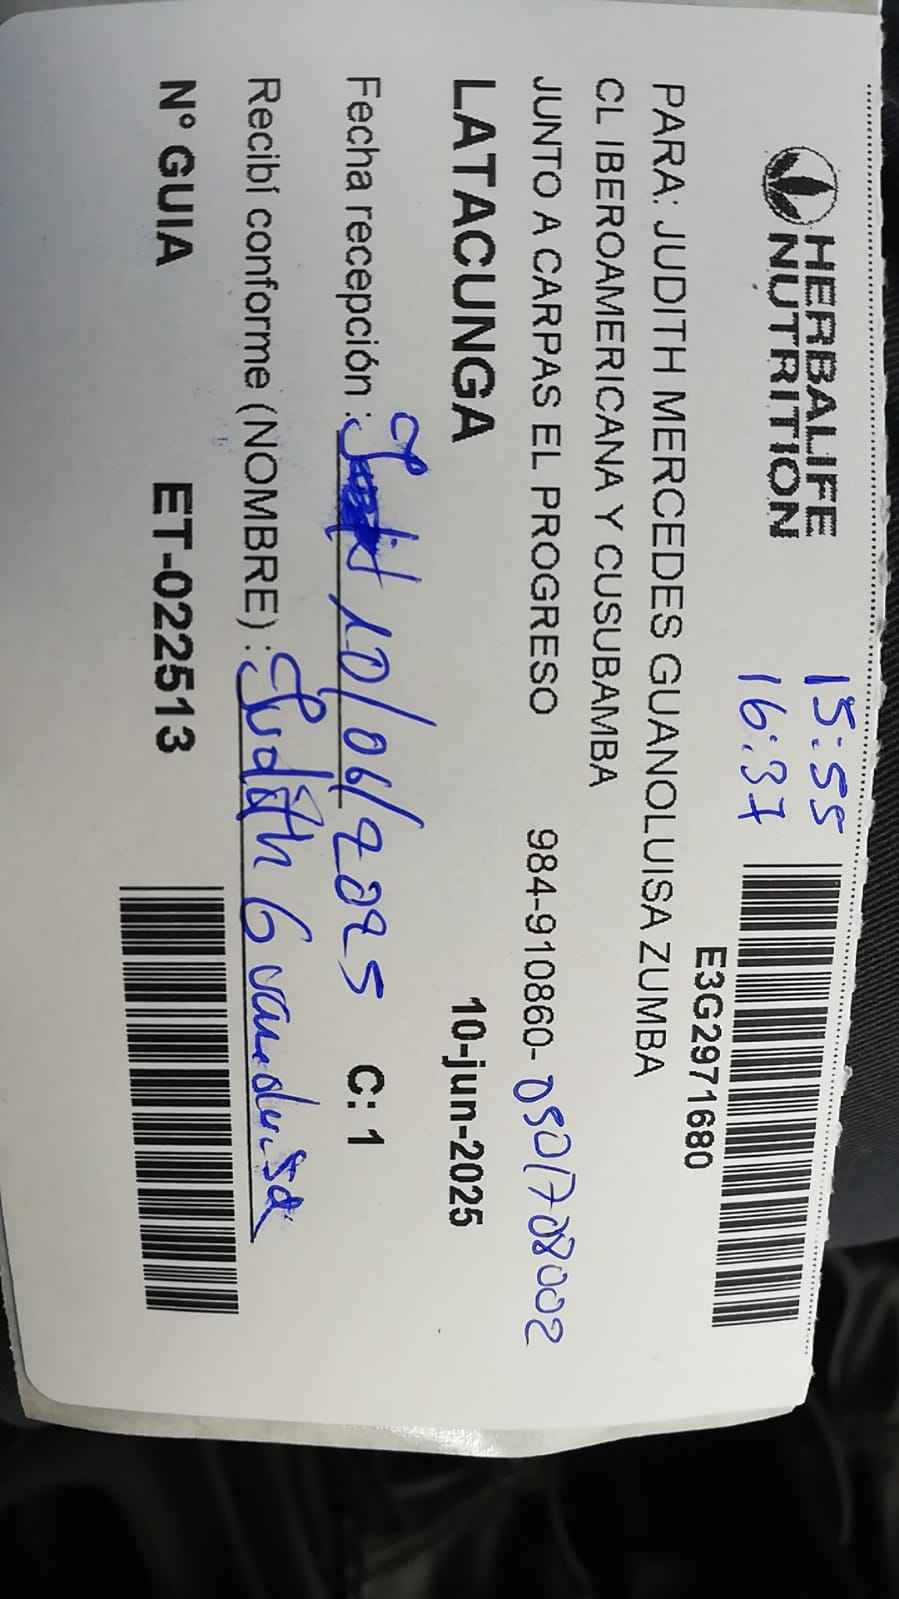 HERBALIFE
NUTRITION
15:55
16:37
E3G2971680
PARA: JUDITH MERCEDES GUANOLUISA ZUMBA
CL IBEROAMERICANA Y CUSUBAMBA
JUNTO A CARPAS EL PROGRESO 984-910860- 0501708002
LATACUNGA 10-jun-2025
Fecha recepción : 10/06/2025 C: 1
Recibí conforme (NOMBRE) : Judith Guanoluisa
N° GUIA ET-022513